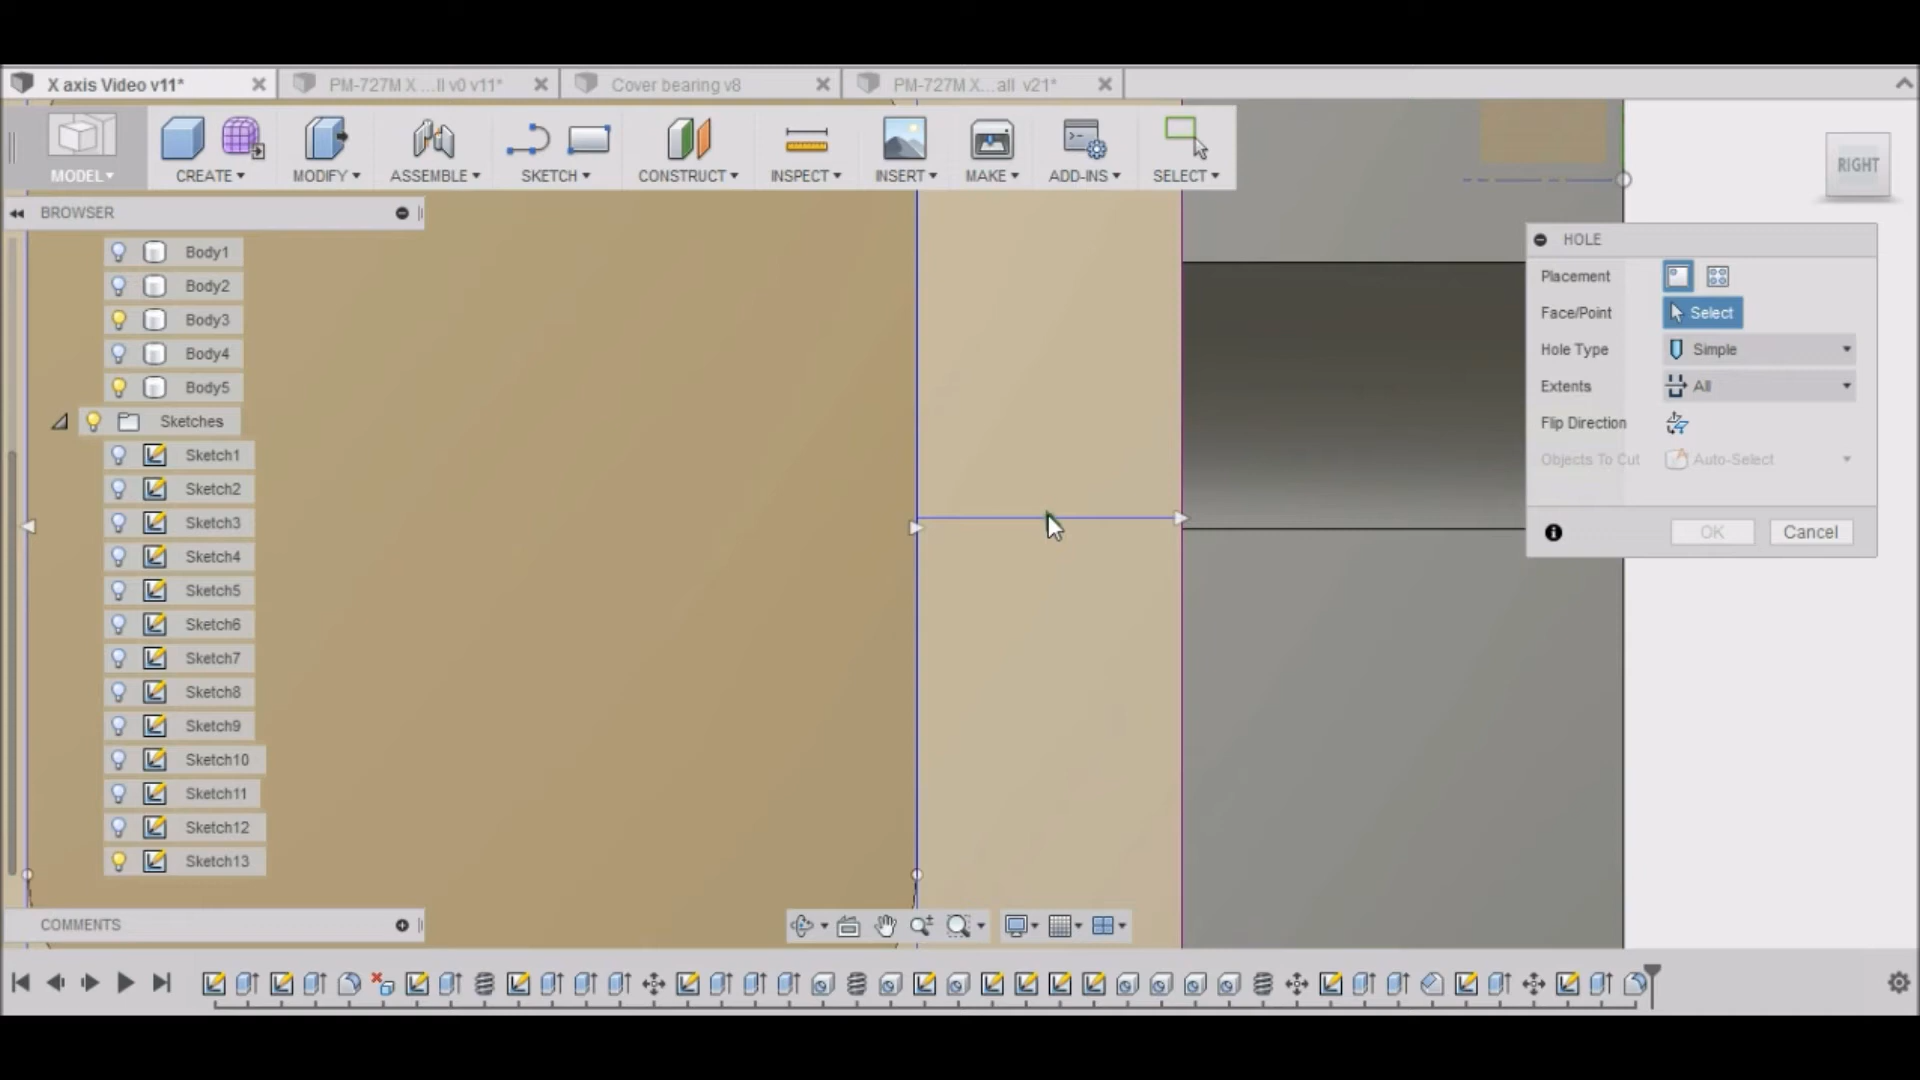 X axis Video v11*
PM-727M X ...ll v0 v11*
Cover bearing v8
PM-727M X...all v21*
MODEL
CREATE
MODIFY
ASSEMBLE
SKETCH
CONSTRUCT
INSPECT
INSERT
MAKE
ADD-INS
SELECT
RIGHT
BROWSER
Body1
Body2
Body3
Body4
Body5
Sketches
Sketch1
Sketch2
Sketch3
Sketch4
Sketch5
Sketch6
Sketch7
Sketch8
Sketch9
Sketch10
Sketch11
Sketch12
Sketch13
HOLE
Placement
Face/Point Select
Hole Type Simple
Extents All
Flip Direction
Objects To Cut Auto-Select
OK Cancel
COMMENTS